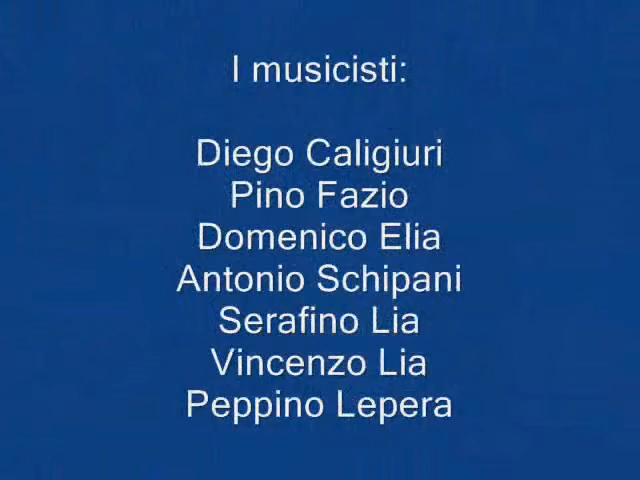 I musicisti:
Diego Caligiuri
Pino Fazio
Domenico Elia
Antonio Schipani
Serafino Lia
Vincenzo Lia
Peppino Lepera